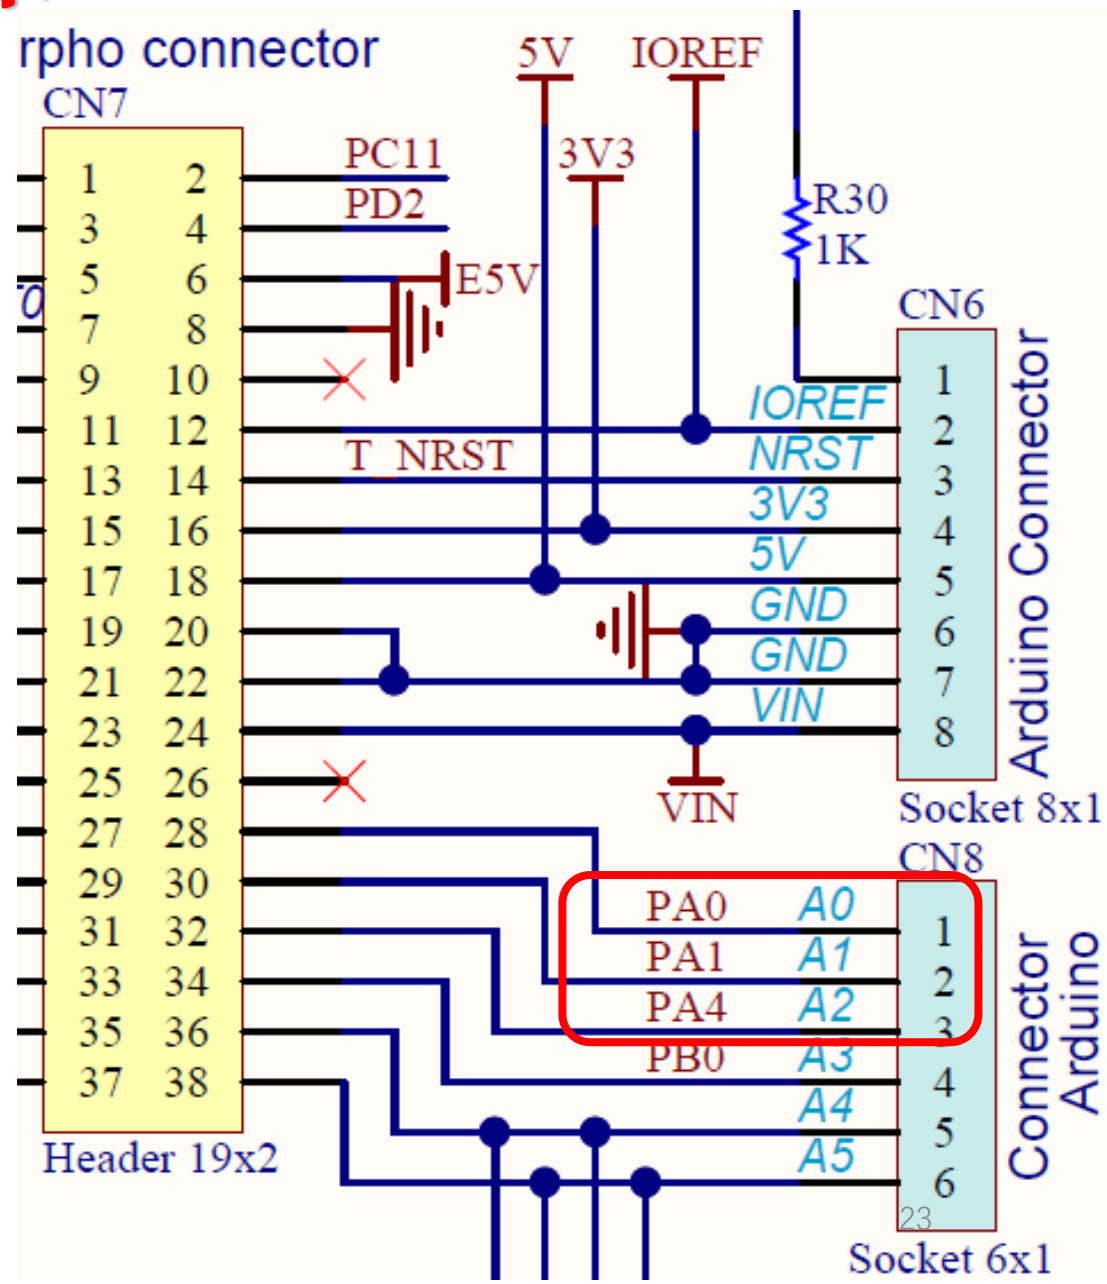 rpho connector
5V IOREF
CN7
PC11 3V3
1 2
PD2 R30
3 4
1K
5 6 E5V
CN6
7 8
9 10 1
IOREF
11 12 2
T_NRST NRST
13 14 3
3V3
15 16 4
5V
17 18 5
GND
19 20 6
GND
21 22 7
VIN
23 24 8
Arduino Connector
25 26
VIN Socket 8x1
27 28
CN8
29 30
PA0 A0
31 32 1
PA1 A1
33 34 2
PA4 A2
35 36 3
PB0 A3
37 38 4
A4
5
Header 19x2 A5
6
Connector
Arduino
23
Socket 6x1